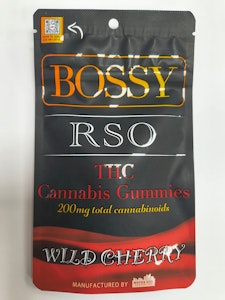 BOSSY
RSO
THC
Cannabis Gummies
200mg total cannabinoids
WILD CHERRY
MANUFACTURED BY